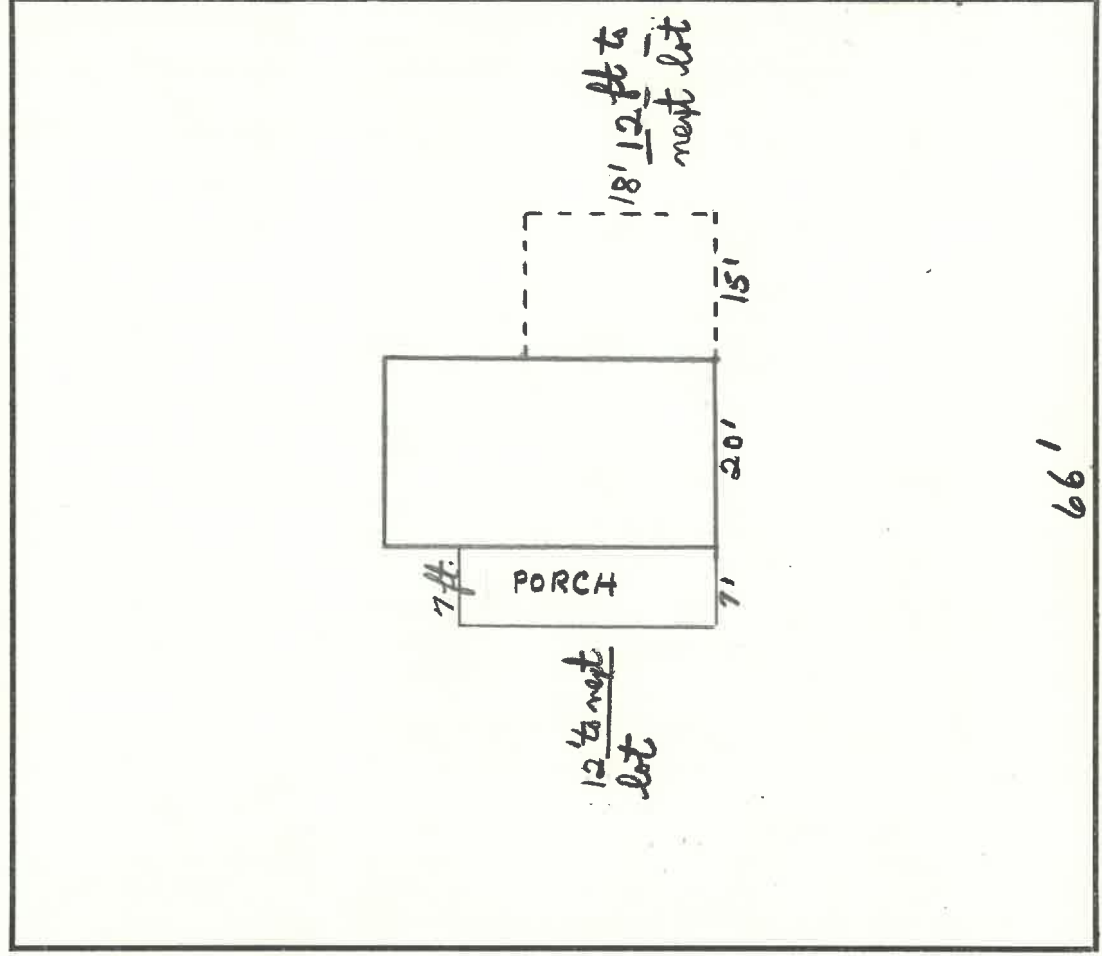 12' to next
lot
7 ft.
PORCH
7'
20'
15'
18' 12 ft to
next lot
66'